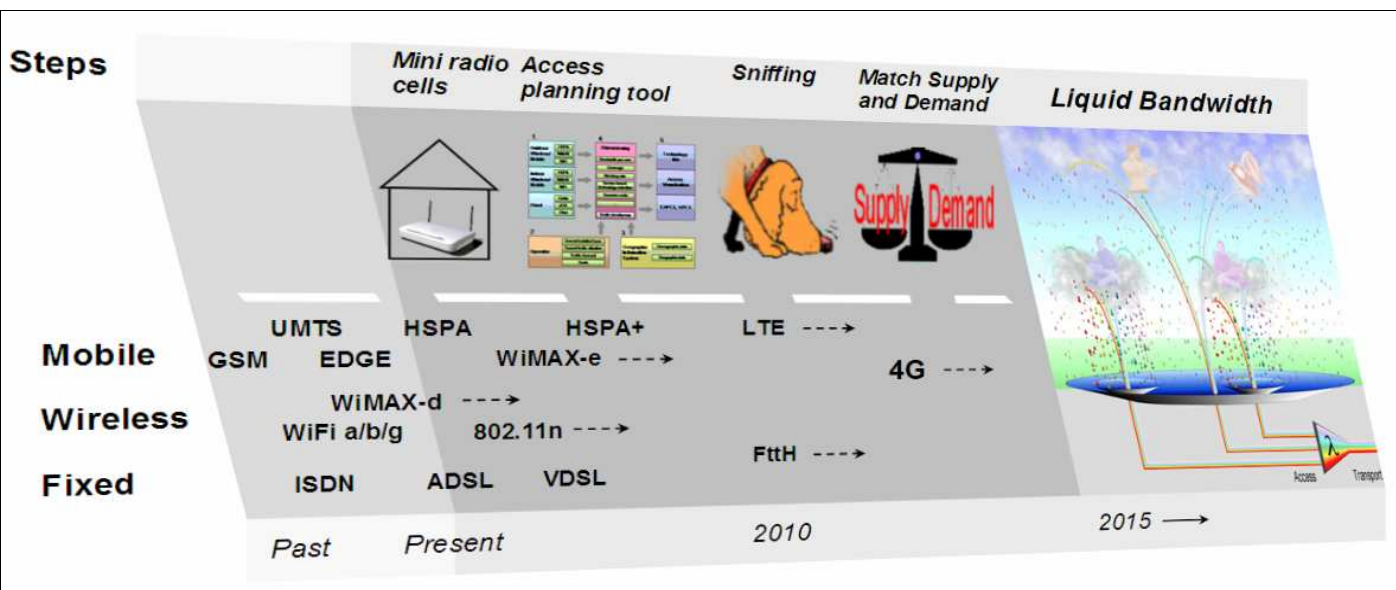 Steps
Mini radio
cells
Access
planning tool
Sniffing
Match Supply
and Demand
Liquid Bandwidth
Supply Demand
UMTS HSPA HSPA+ LTE
Mobile GSM EDGE WiMAX-e 4G
WiMAX-d
Wireless WiFi a/b/g 802.11n
FttH
Fixed ISDN ADSL VDSL
λ
Access Transport
Past Present 2010 2015